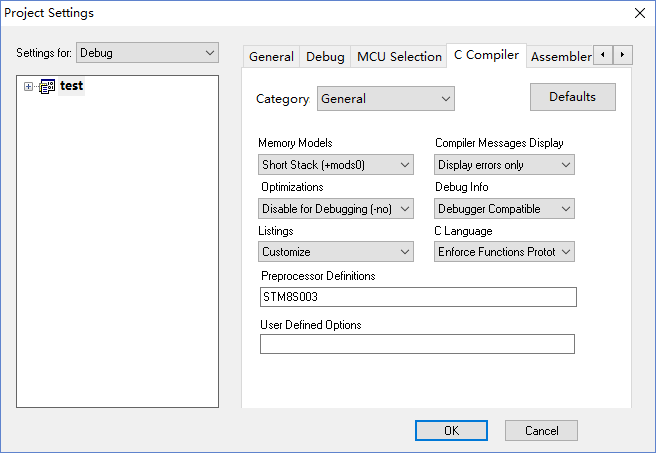 Project Settings
Settings for: Debug
test
General Debug MCU Selection C Compiler Assembler
Category General Defaults
Memory Models Compiler Messages Display
Short Stack (+mods0) Display errors only
Optimizations Debug Info
Disable for Debugging (-no) Debugger Compatible
Listings C Language
Customize Enforce Functions Protot
Preprocessor Definitions
STM8S003
User Defined Options
OK Cancel